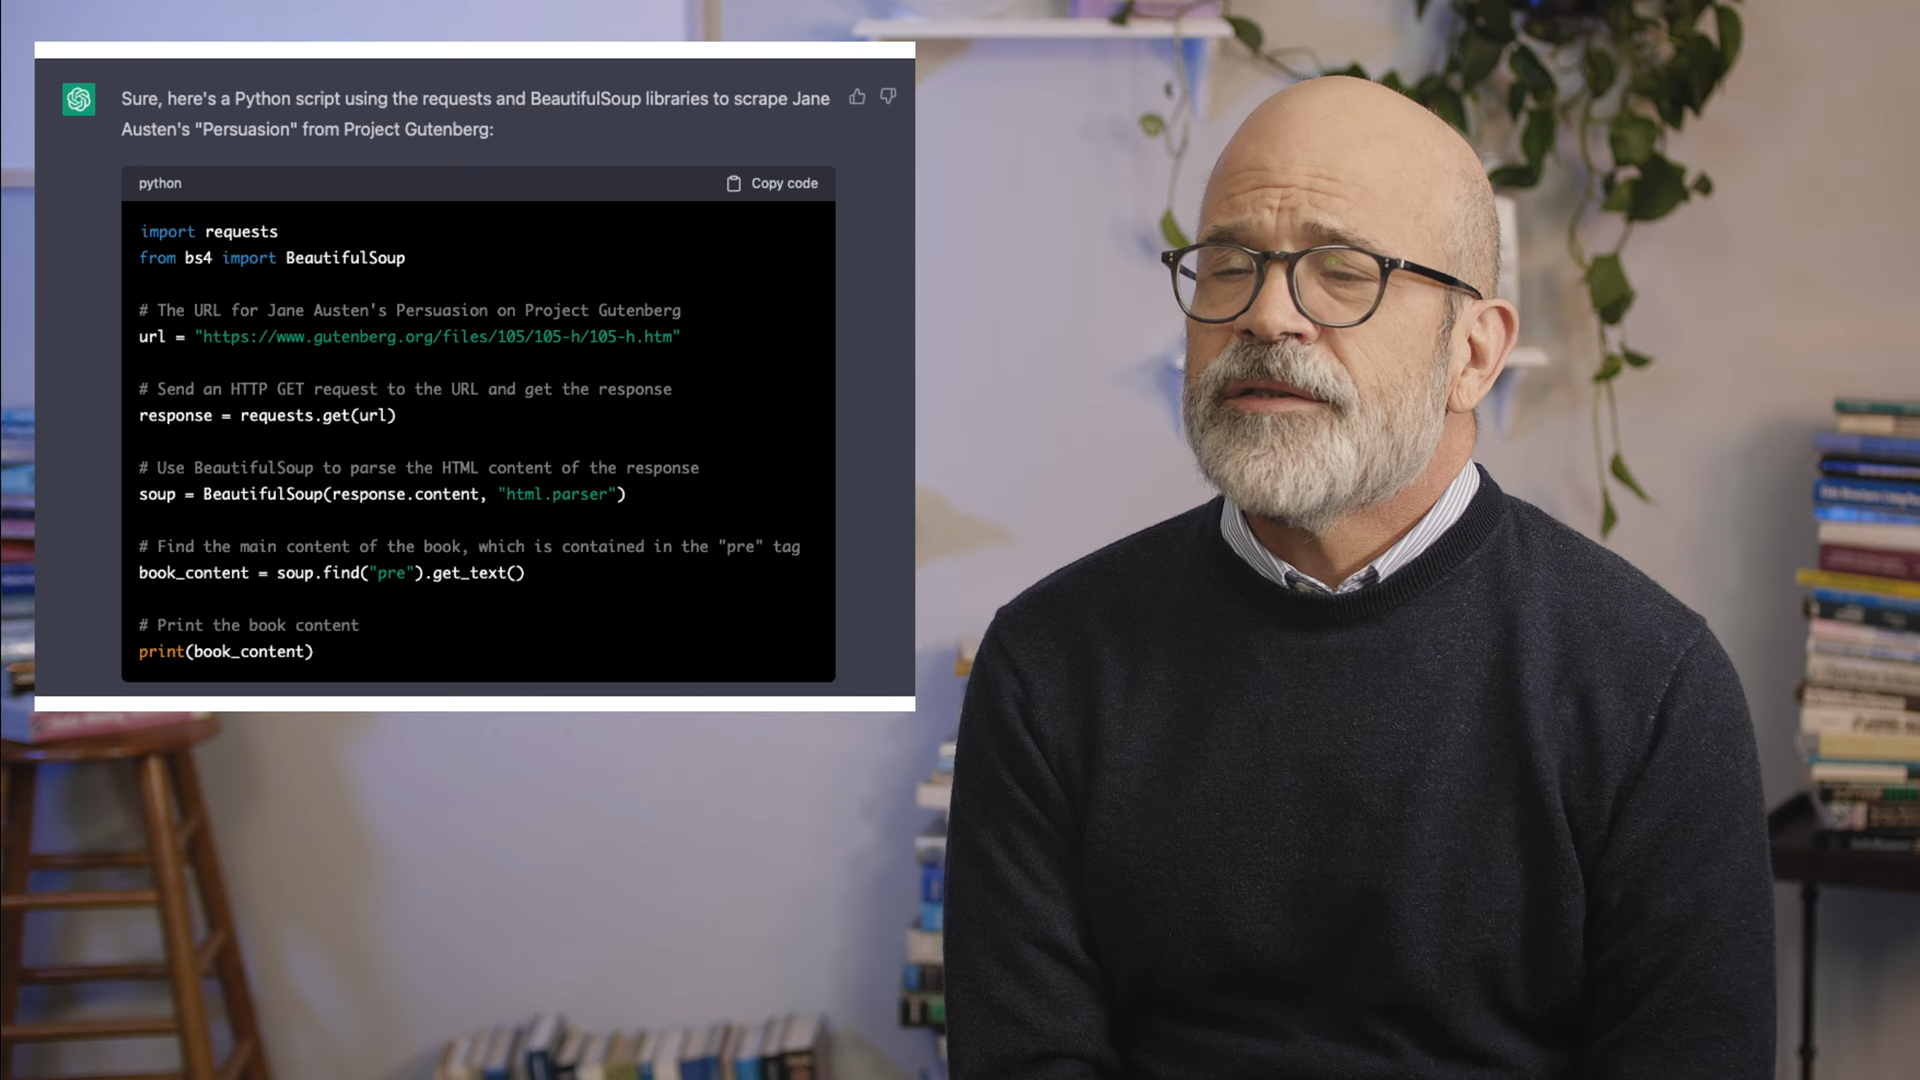 Sure, here's a Python script using the requests and BeautifulSoup libraries to scrape Jane
Austen's "Persuasion" from Project Gutenberg:
python
Copy code
import requests
from bs4 import BeautifulSoup
# The URL for Jane Austen's Persuasion on Project Gutenberg
url = "https://www.gutenberg.org/files/105/105-h/105-h.htm"
# Send an HTTP GET request to the URL and get the response
response = requests.get(url)
# Use BeautifulSoup to parse the HTML content of the response
soup = BeautifulSoup(response.content, "html.parser")
# Find the main content of the book, which is contained in the "pre" tag
book_content = soup.find("pre").get_text()
# Print the book content
print(book_content)